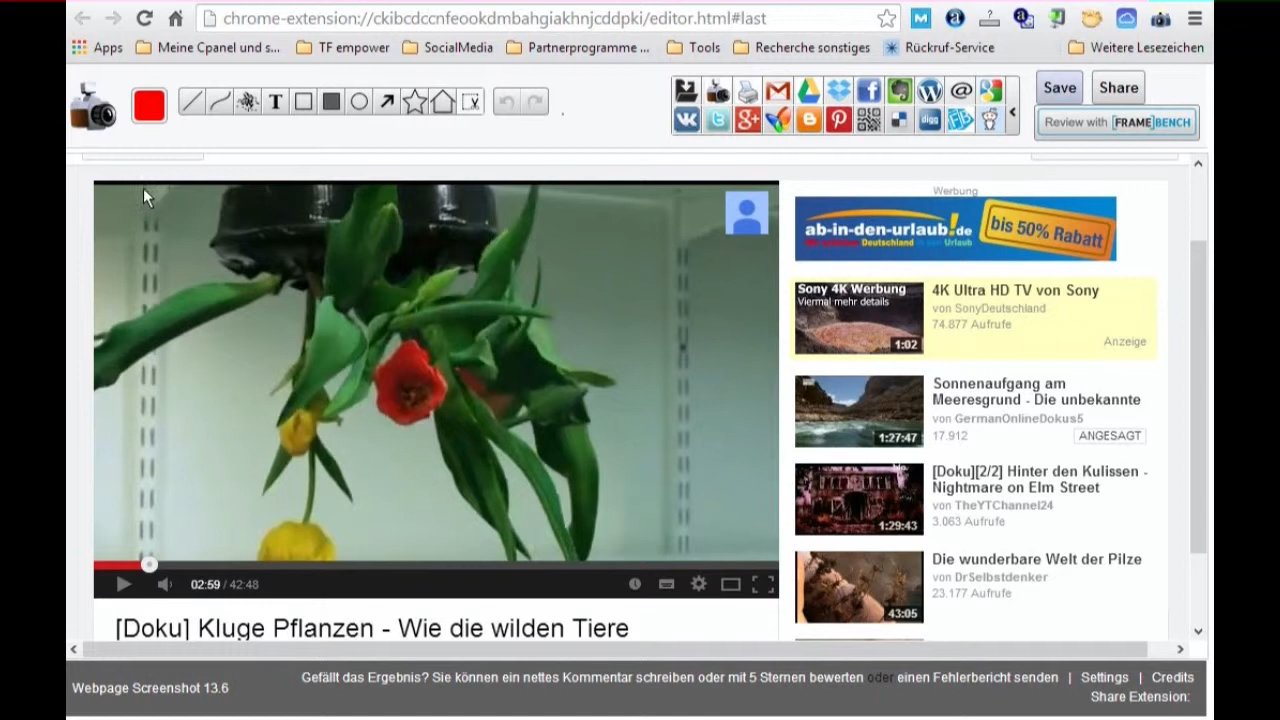 chrome-extension://ckibcdccnfeookdmbahgiakhnjcddpki/editor.html#last
Apps
Meine Cpanel und s...
TF empower
SocialMedia
Partnerprogramme ...
Tools
Recherche sonstiges
Rückruf-Service
Weitere Lesezeichen
T
Save
Share
Review with [FRAME]BENCH
Werbung
ab-in-den-urlaub!.de
Deutschland Urlaub
bis 50% Rabatt
Sony 4K Werbung
Viermal mehr details
1:02
4K Ultra HD TV von Sony
von SonyDeutschland
74.877 Aufrufe
Anzeige
1:27:47
Sonnenaufgang am
Meeresgrund - Die unbekannte
von GermanOnlineDokus5
17.912
ANGESAGT
1:29:43
[Doku][2/2] Hinter den Kulissen -
Nightmare on Elm Street
von TheYTChannel24
3.063 Aufrufe
43:05
Die wunderbare Welt der Pilze
von DrSelbstdenker
23.177 Aufrufe
02:59 / 42:48
[Doku] Kluge Pflanzen - Wie die wilden Tiere
Webpage Screenshot 13.6
Gefällt das Ergebnis? Sie können ein nettes Kommentar schreiben oder mit 5 Sternen bewerten oder einen Fehlerbericht senden | Settings | Credits
Share Extension: